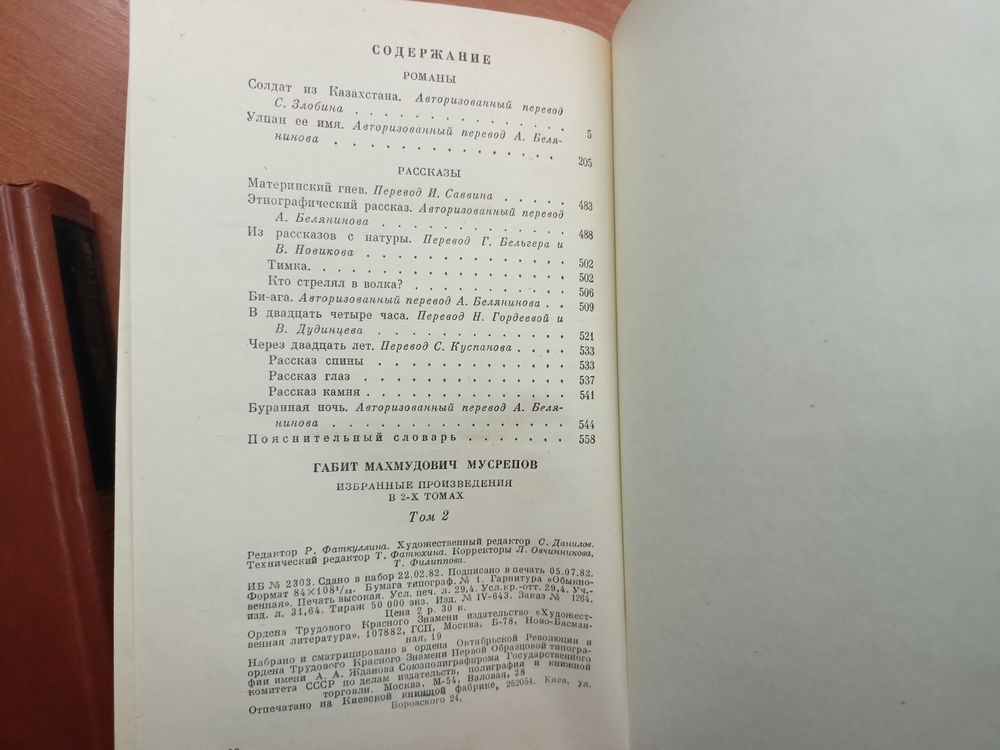 СОДЕРЖАНИЕ
РОМАНЫ
Солдат из Казахстана. Авторизованный перевод
С. Злобина . . . . . . . . . . . . . . 5
Улпан ее имя. Авторизованный перевод А. Беля-
нинова . . . . . . . . . . . . . . . 205
РАССКАЗЫ
Материнский гнев. Перевод И. Саввина . . . . . 483
Этнографический рассказ. Авторизованный перевод
А. Белянинова . . . . . . . . . . . . . 488
Из рассказов с натуры. Перевод Г. Бельгера и
В. Новикова . . . . . . . . . . . . . . 502
Тимка. . . . . . . . . . . . . . . . . 502
Кто стрелял в волка? . . . . . . . . . . . 506
Би-ага. Авторизованный перевод А. Белянинова . . 509
В двадцать четыре часа. Перевод Н. Гордеевой и
В. Дудинцева . . . . . . . . . . . . . 521
Через двадцать лет. Перевод С. Куспанова . . . . 533
Рассказ спины . . . . . . . . . . . . . 533
Рассказ глаз . . . . . . . . . . . . . . 537
Рассказ камня . . . . . . . . . . . . . 541
Буранная ночь. Авторизованный перевод А. Беля-
нинова . . . . . . . . . . . . . . . . 544
Пояснительный словарь . . . . . . . 558
ГАБИТ МАХМУДОВИЧ МУСРЕПОВ
ИЗБРАННЫЕ ПРОИЗВЕДЕНИЯ
В 2-Х ТОМАХ
Том 2
Редактор Р. Фаткуллина. Художественный редактор С. Данилов.
Технический редактор Т. Фатюхина. Корректоры Л. Овчинникова,
Т. Филиппова.
ИБ № 2303. Сдано в набор 22.02.82. Подписано в печать 05.07.82.
Формат 84×108¹/₃₂. Бумага типограф. № 1. Гарнитура «Обыкно-
венная». Печать высокая. Усл. печ. л. 29,4. Усл.кр.-отт. 29,4. Уч.-
изд. л. 31,64. Тираж 50 000 экз. Изд. № IV-643. Заказ № 1264.
Цена 2 р. 30 к.
Ордена Трудового Красного Знамени издательство «Художест-
венная литература». 107882, ГСП, Москва, Б-78, Ново-Басман-
ная, 19
Набрано и сматрицировано в ордена Октябрьской Революции и
ордена Трудового Красного Знамени Первой Образцовой типогра-
фии имени А. А. Жданова Союзполиграфпрома Государственного
комитета СССР по делам издательств, полиграфии и книжной
торговли. Москва, М-54, Валовая, 28
Отпечатано на Киевской книжной фабрике, 252054, Киев, ул.
Воровского 24.